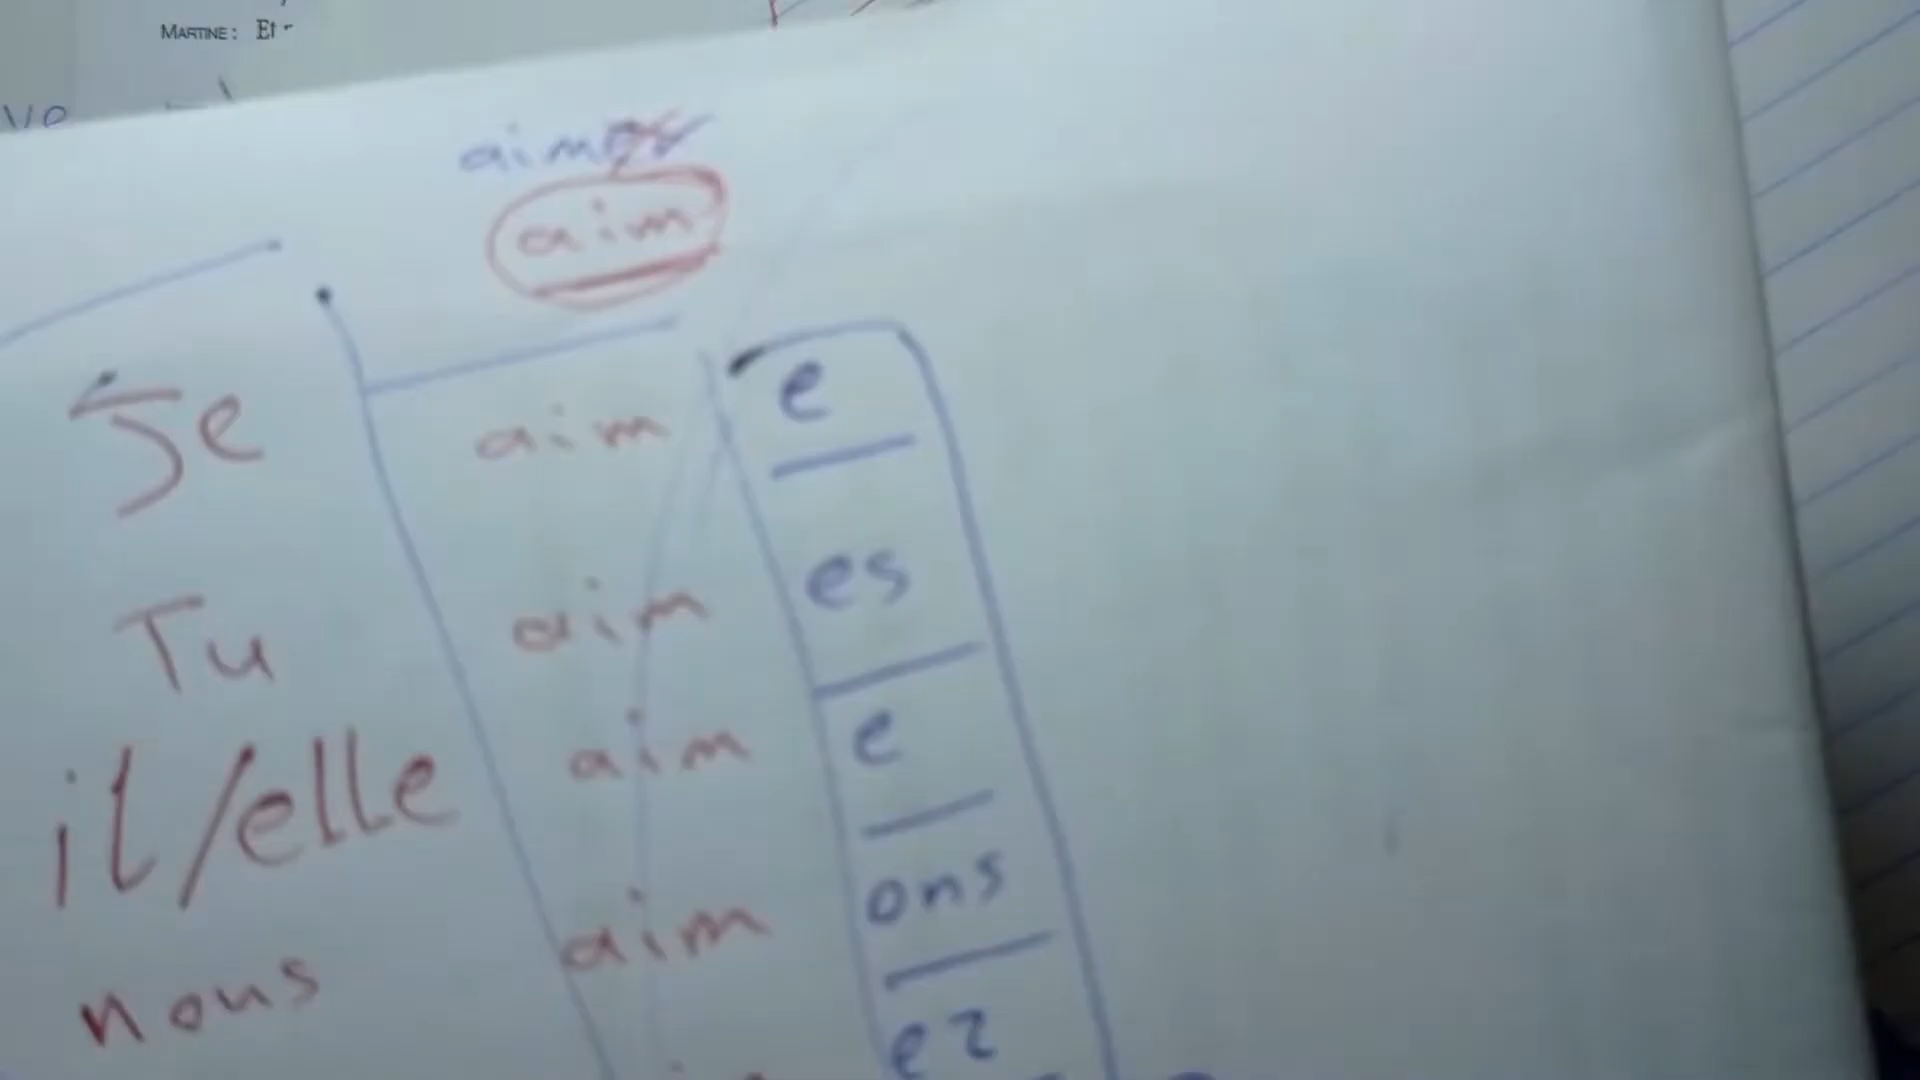 MARTINE: Et
aimer
aim
Je aim e
Tu aim es
il/elle aim e
nous aim ons
ez